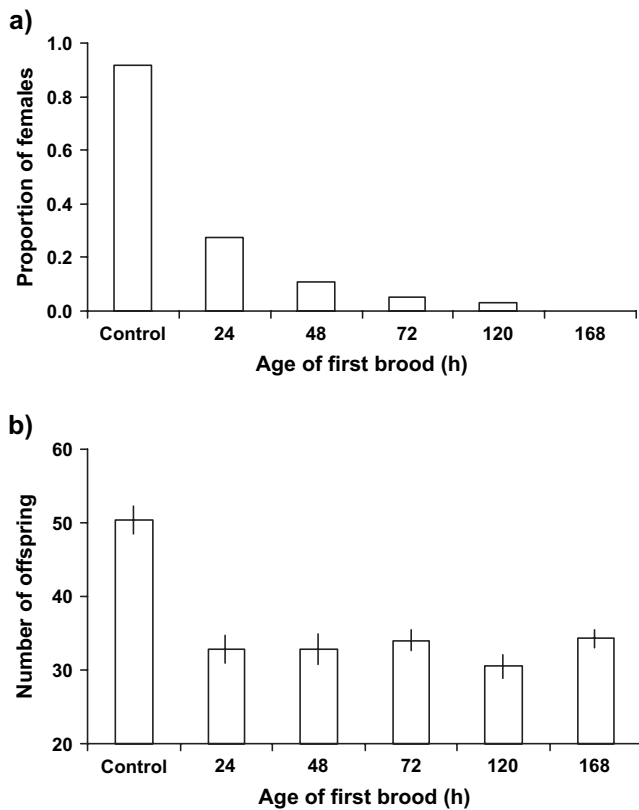 a)
Proportion of females
1.0
0.8
0.6
0.4
0.2
0.0
Control 24 48 72 120 168
Age of first brood (h)
b)
Number of offspring
60
50
40
30
20
Control 24 48 72 120 168
Age of first brood (h)